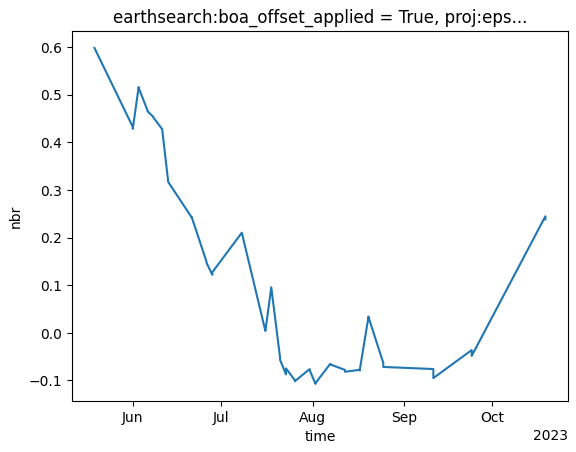 earthsearch:boa_offset_applied = True, proj:eps...
0.6
0.5
0.4
0.3
0.2
0.1
0.0
−0.1
nbr
Jun
Jul
Aug
Sep
Oct
time
2023